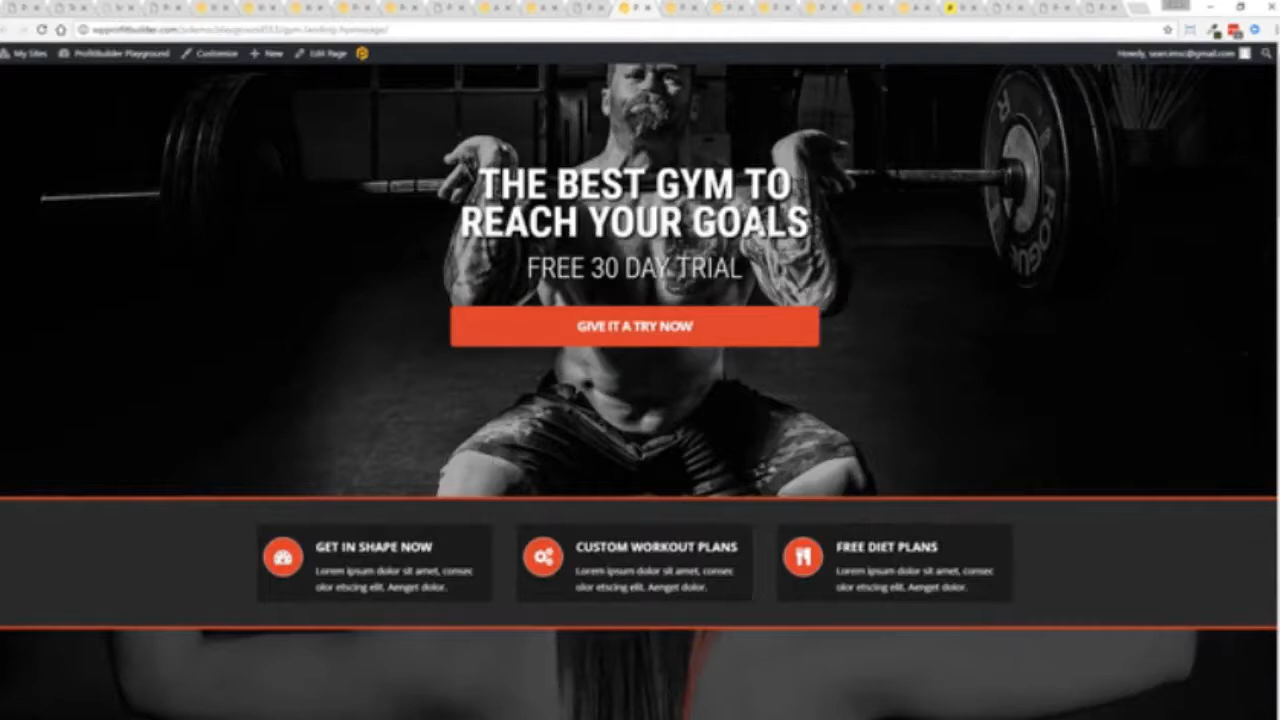 My Sites ProfitBuilder Playground Customize + New Edit Page
THE BEST GYM TO
REACH YOUR GOALS
FREE 30 DAY TRIAL
GIVE IT A TRY NOW
GET IN SHAPE NOW
Lorem ipsum dolor sit amet, consec
olor etscing elit. Aenget dolor.
CUSTOM WORKOUT PLANS
Lorem ipsum dolor sit amet, consec
olor etscing elit. Aenget dolor.
FREE DIET PLANS
Lorem ipsum dolor sit amet, consec
olor etscing elit. Aenget dolor.